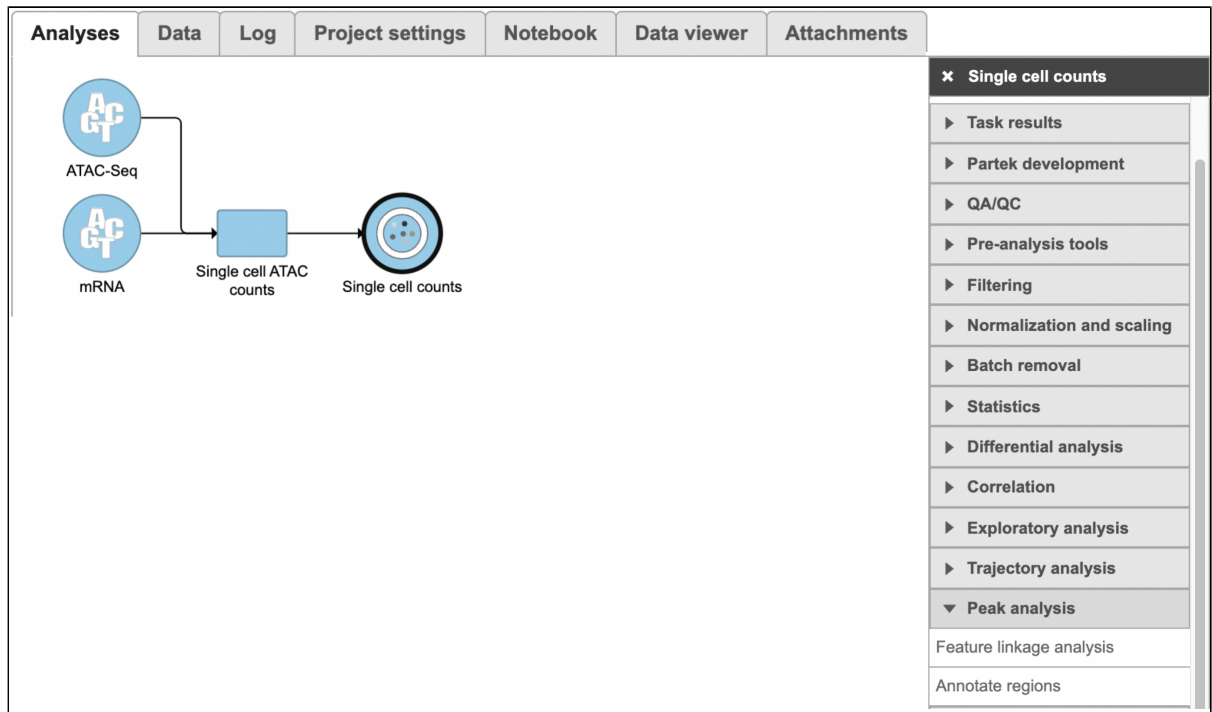 Analyses
Data
Log
Project settings
Notebook
Data viewer
Attachments
ACGT
ATAC-Seq
ACGT
mRNA
Single cell ATAC
counts
Single cell counts
Single cell counts
Task results
Partek development
QA/QC
Pre-analysis tools
Filtering
Normalization and scaling
Batch removal
Statistics
Differential analysis
Correlation
Exploratory analysis
Trajectory analysis
Peak analysis
Feature linkage analysis
Annotate regions